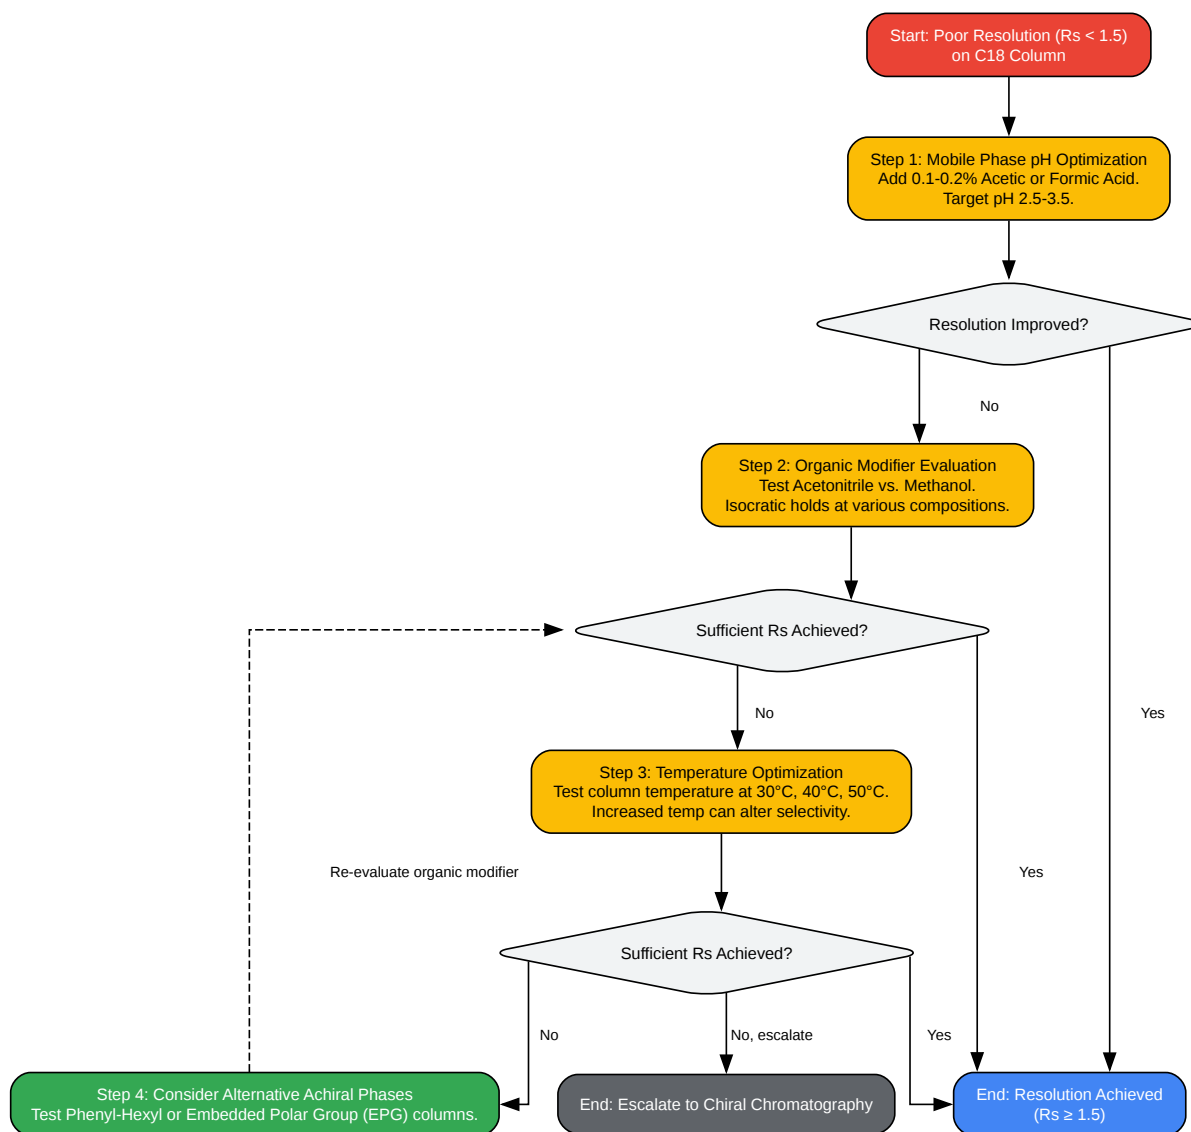 Start: Poor Resolution (Rs < 1.5)
on C18 Column
Step 1: Mobile Phase pH Optimization
Add 0.1-0.2% Acetic or Formic Acid.
Target pH 2.5-3.5.
Resolution Improved?
No
Step 2: Organic Modifier Evaluation
Test Acetonitrile vs. Methanol.
Isocratic holds at various compositions.
Sufficient Rs Achieved?
No
Yes
Step 3: Temperature Optimization
Test column temperature at 30°C, 40°C, 50°C.
Increased temp can alter selectivity.
Re-evaluate organic modifier
Yes
Sufficient Rs Achieved?
No
No, escalate
Yes
Step 4: Consider Alternative Achiral Phases
Test Phenyl-Hexyl or Embedded Polar Group (EPG) columns.
End: Escalate to Chiral Chromatography
End: Resolution Achieved
(Rs ≥ 1.5)